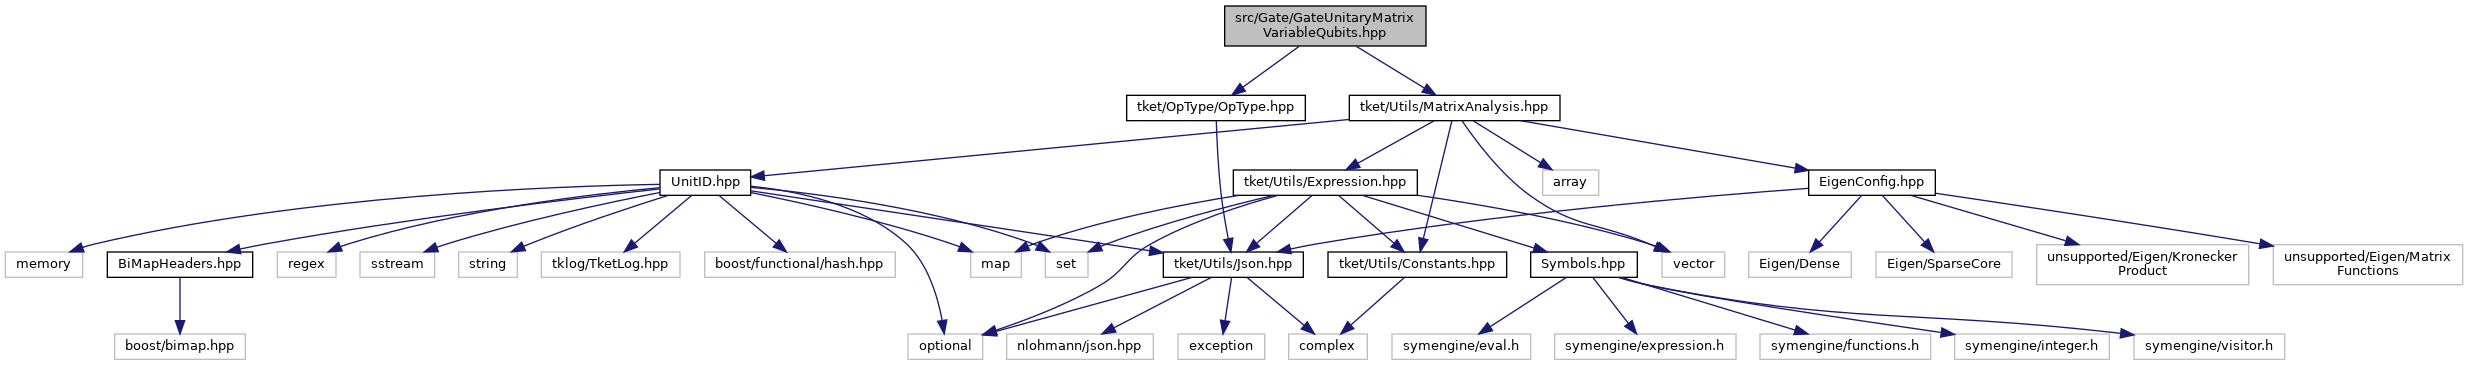 src/Gate/GateUnitaryMatrix
VariableQubits.hpp
tket/OpType/OpType.hpp
tket/Utils/MatrixAnalysis.hpp
UnitID.hpp
tket/Utils/Expression.hpp
array
EigenConfig.hpp
memory
BiMapHeaders.hpp
regex
sstream
string
tklog/TketLog.hpp
boost/functional/hash.hpp
map
set
tket/Utils/Json.hpp
tket/Utils/Constants.hpp
Symbols.hpp
vector
Eigen/Dense
Eigen/SparseCore
unsupported/Eigen/Kronecker
Product
unsupported/Eigen/Matrix
Functions
boost/bimap.hpp
optional
nlohmann/json.hpp
exception
complex
symengine/eval.h
symengine/expression.h
symengine/functions.h
symengine/integer.h
symengine/visitor.h